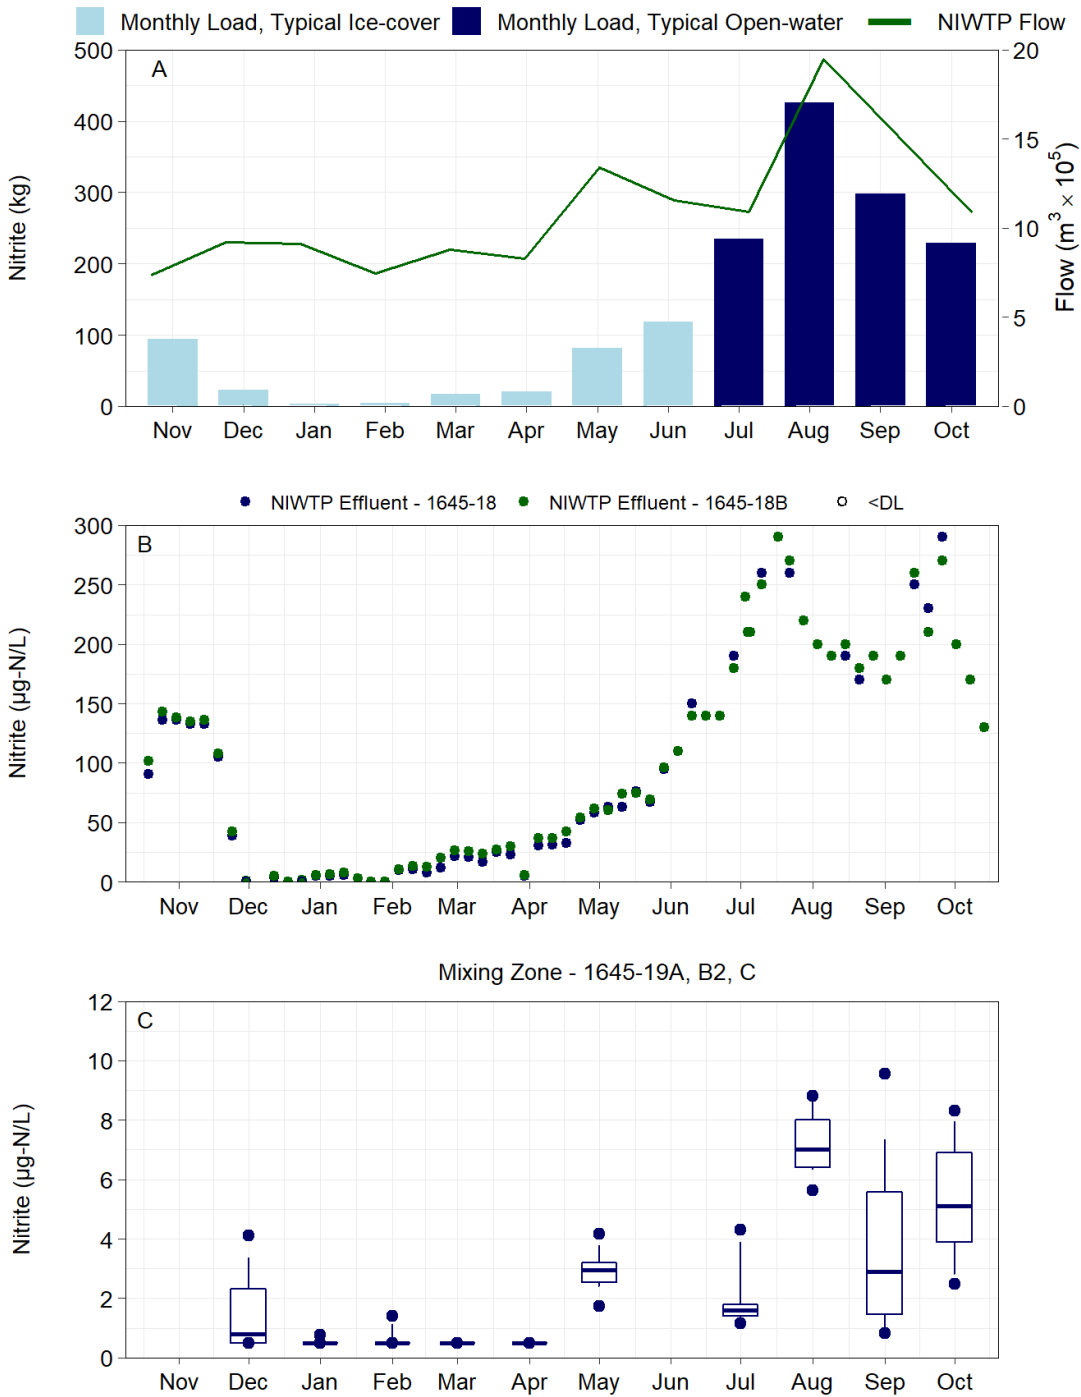 Monthly Load, Typical Ice-cover Monthly Load, Typical Open-water NIWTP Flow
A
500
400
300
200
100
0
Nitrite (kg)
20
15
10
5
0
Flow (m³ × 10⁵)
Nov Dec Jan Feb Mar Apr May Jun Jul Aug Sep Oct
NIWTP Effluent - 1645-18 NIWTP Effluent - 1645-18B <DL
B
300
250
200
150
100
50
0
Nitrite (µg-N/L)
Nov Dec Jan Feb Mar Apr May Jun Jul Aug Sep Oct
Mixing Zone - 1645-19A, B2, C
C
12
10
8
6
4
2
0
Nitrite (µg-N/L)
Nov Dec Jan Feb Mar Apr May Jun Jul Aug Sep Oct